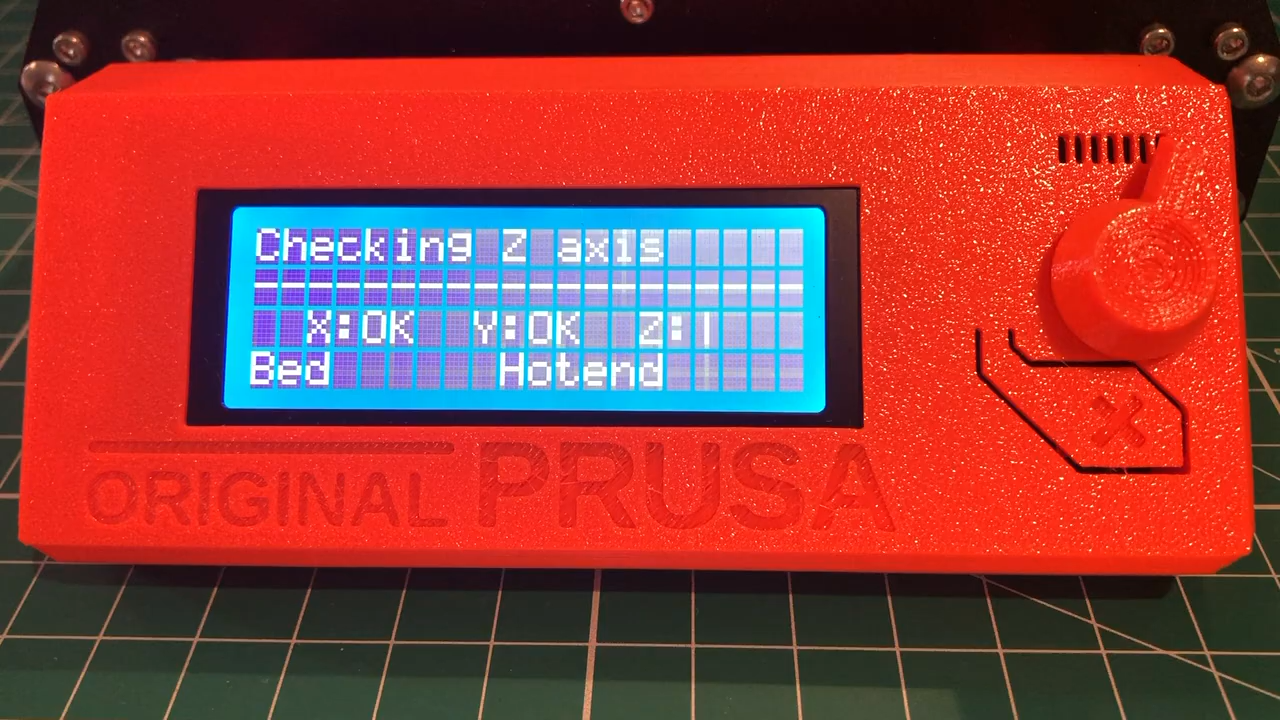 Checking Z axis
X:OK Y:OK Z:|
Bed Hotend
ORIGINAL PRUSA